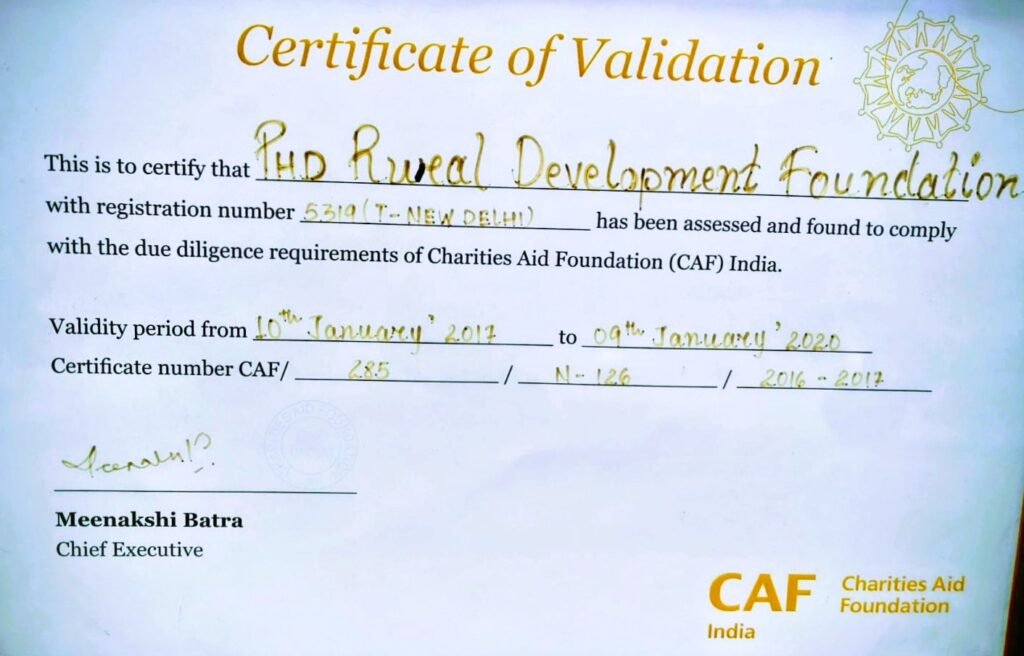 Certificate of Validation
This is to certify that PHD Rural Development Foundation
with registration number 5319 (T-NEW DELHI) has been assessed and found to comply
with the due diligence requirements of Charities Aid Foundation (CAF) India.
Validity period from 10th January' 2017 to 09th January' 2020
Certificate number CAF/ 285 / N-126 / 2016-2017
Meenakshi Batra
Chief Executive
CAF Charities Aid
Foundation
India